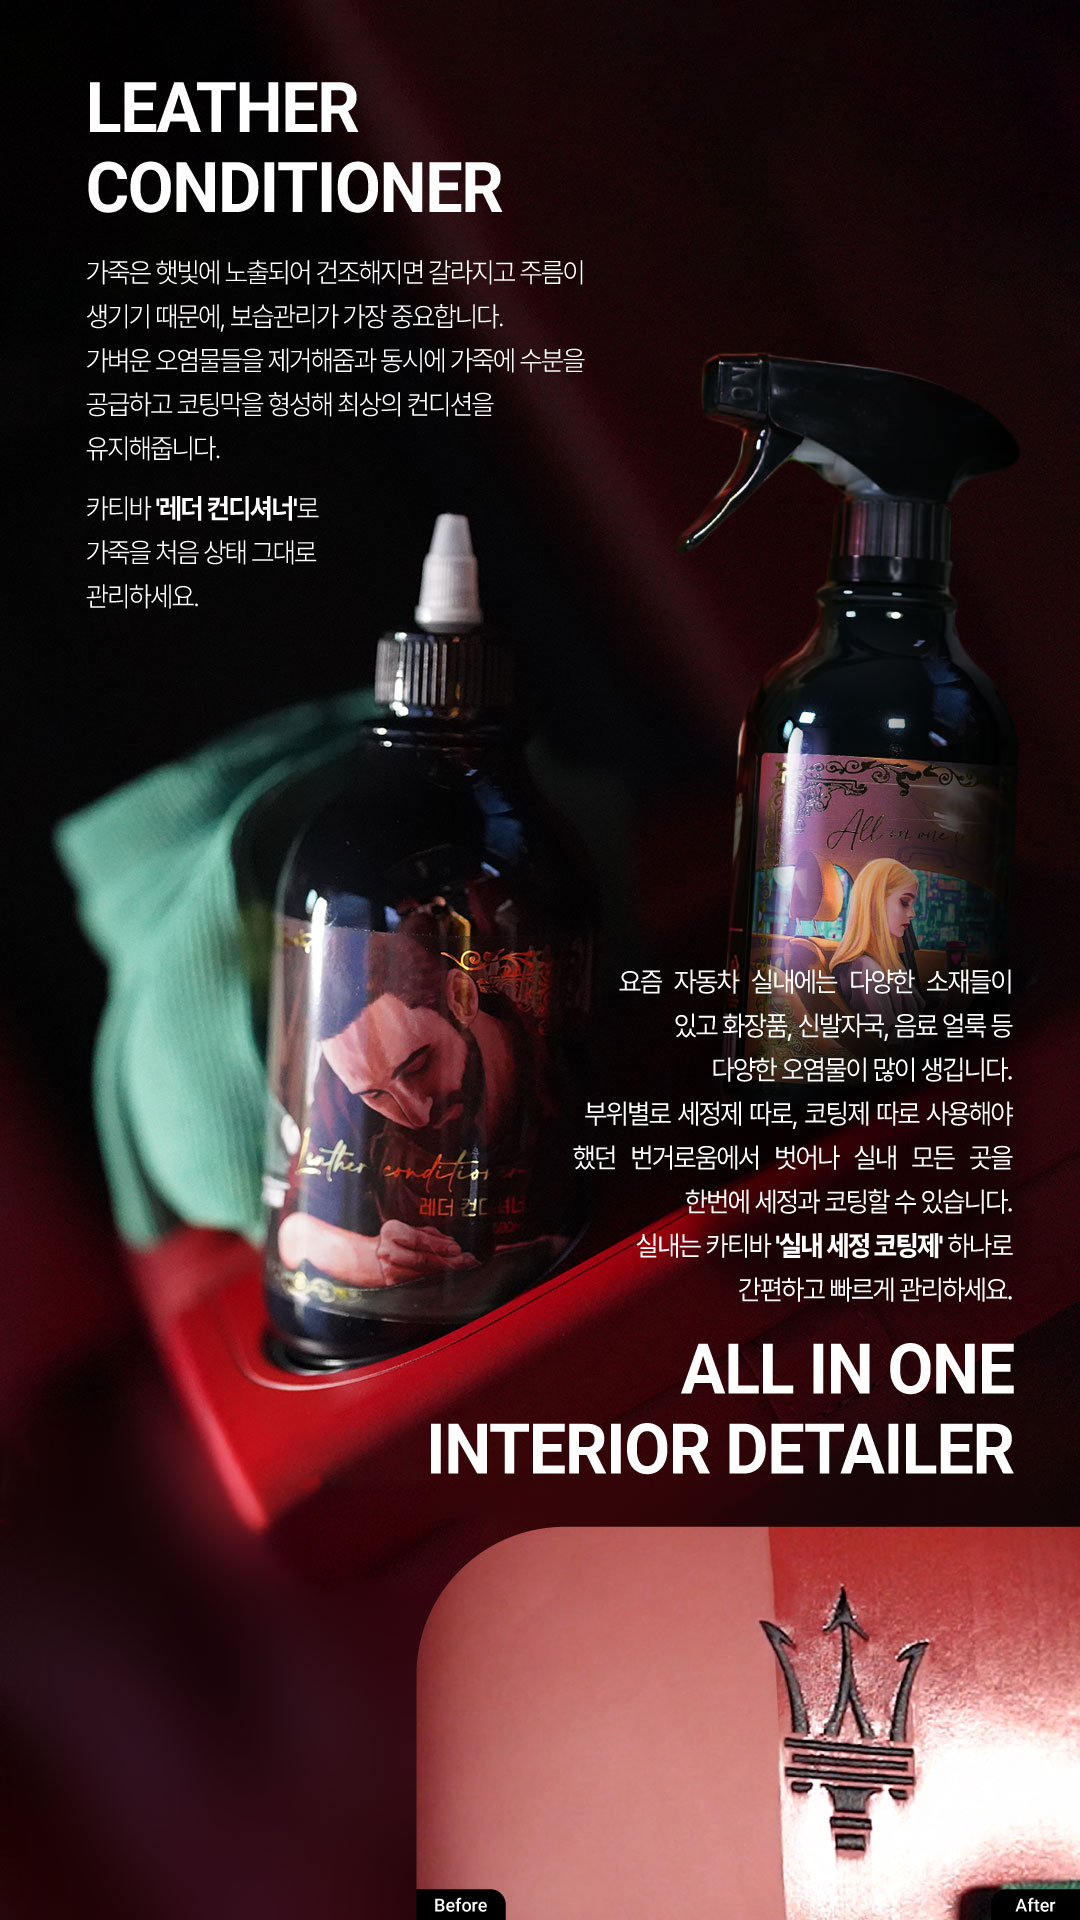 LEATHER
CONDITIONER
가죽은 햇빛에 노출되어 건조해지면 갈라지고 주름이
생기기 때문에, 보습관리가 가장 중요합니다.
가벼운 오염물들을 제거해줌과 동시에 가죽에 수분을
공급하고 코팅막을 형성해 최상의 컨디션을
유지해줍니다.
카티바 '레더 컨디셔너'로
가죽을 처음 상태 그대로
관리하세요.
All in one
Leather conditioner
레더 컨디셔너
500m
요즘 자동차 실내에는 다양한 소재들이
있고 화장품, 신발자국, 음료 얼룩 등
다양한 오염물이 많이 생깁니다.
부위별로 세정제 따로, 코팅제 따로 사용해야
했던 번거로움에서 벗어나 실내 모든 곳을
한번에 세정과 코팅할 수 있습니다.
실내는 카티바 '실내 세정 코팅제' 하나로
간편하고 빠르게 관리하세요.
ALL IN ONE
INTERIOR DETAILER
Before
After